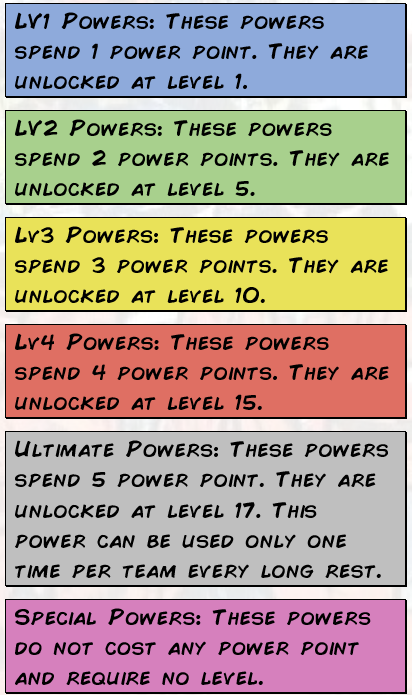 LV1 Powers: These powers
spend 1 power point. They are
unlocked at level 1.
LV2 Powers: These powers
spend 2 power points. They are
unlocked at level 5.
Lv3 Powers: These powers
spend 3 power points. They are
unlocked at level 10.
Lv4 Powers: These powers
spend 4 power points. They are
unlocked at level 15.
Ultimate Powers: These powers
spend 5 power point. They are
unlocked at level 17. This
power can be used only one
time per team every long rest.
Special Powers: These powers
do not cost any power point
and require no level.